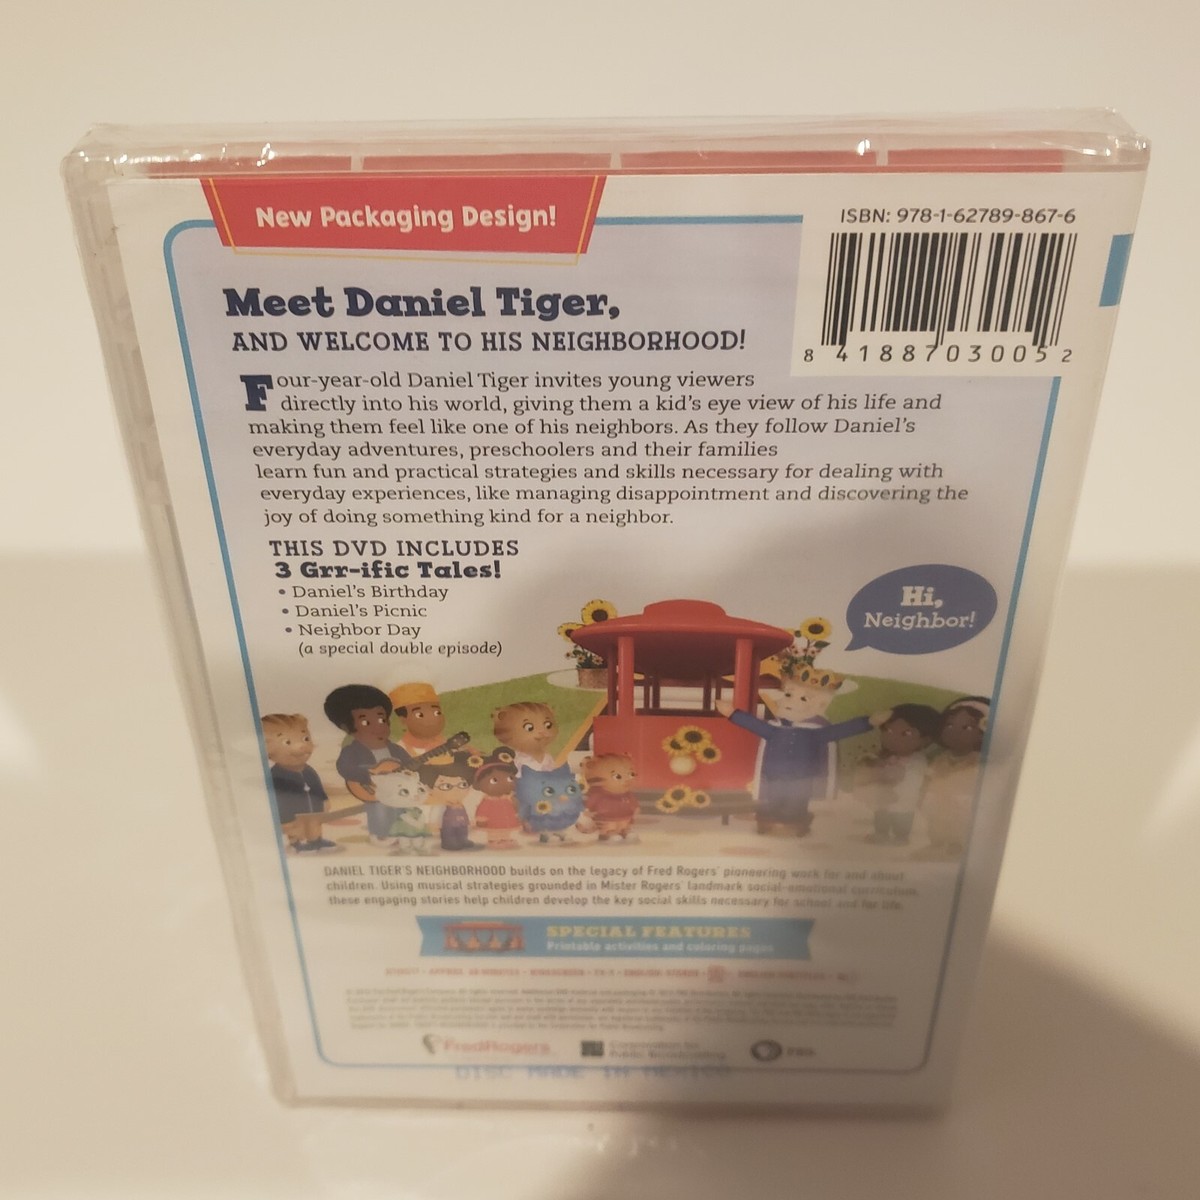 New Packaging Design!
ISBN: 978-1-62789-867-6
8 41887 03005 2
Meet Daniel Tiger,
AND WELCOME TO HIS NEIGHBORHOOD!
Four-year-old Daniel Tiger invites young viewers
directly into his world, giving them a kid's eye view of his life and
making them feel like one of his neighbors. As they follow Daniel's
everyday adventures, preschoolers and their families
learn fun and practical strategies and skills necessary for dealing with
everyday experiences, like managing disappointment and discovering the
joy of doing something kind for a neighbor.
THIS DVD INCLUDES
3 Grr-ific Tales!
• Daniel's Birthday
• Daniel's Picnic
• Neighbor Day
(a special double episode)
Hi,
Neighbor!
DANIEL TIGER'S NEIGHBORHOOD builds on the legacy of Fred Rogers' pioneering work for and about
children. Using musical strategies grounded in Mister Rogers' landmark social-emotional curriculum,
these engaging stories help children develop the key social skills necessary for school and for life.
SPECIAL FEATURES
Printable activities and coloring pages
FredRogers
Corporation for
Public Broadcasting
PBS
DISC MADE IN MEXICO